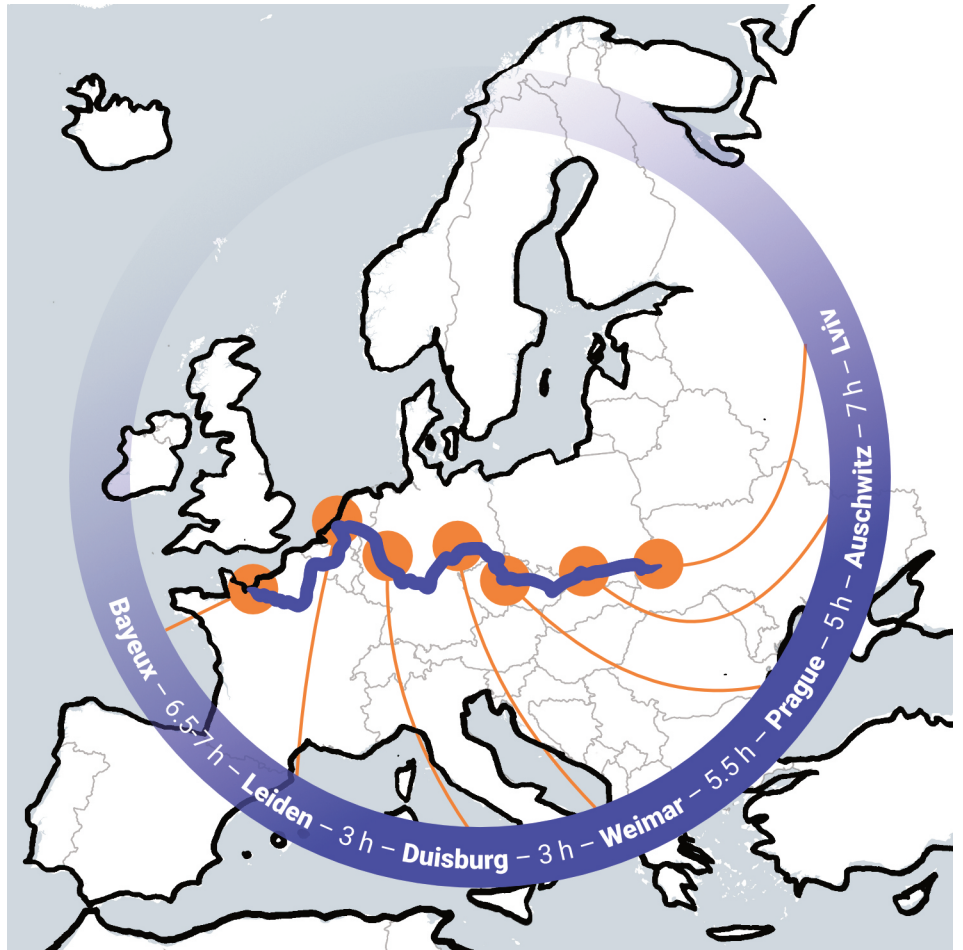 Bayeux – 6.5-7 h – Leiden – 3 h – Duisburg – 3 h – Weimar – 5.5 h – Prague – 5 h – Auschwitz – 7 h – Lviv